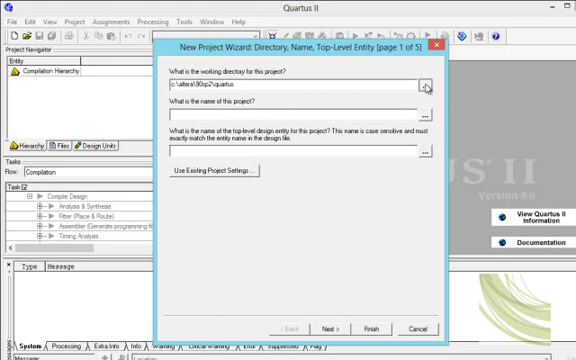 Quartus II
File Edit View Project Assignments Processing Tools Window
Project Navigator
Entity
Compilation Hierarchy
Hierarchy Files Design Units
Tasks
Flow: Compilation
Task
Compile Design
Analysis & Synthesis
Fitter (Place & Route)
Assembler (Generate programming
Timing Analysis
New Project Wizard: Directory, Name, Top-Level Entity [page 1 of 5]
What is the working directory for this project?
c:\altera\90sp2\quartus
What is the name of this project?
What is the name of the top-level design entity for this project? This name is case sensitive and must
exactly match the entity name in the design file.
Use Existing Project Settings ...
< Back Next > Finish Cancel
US II
Version 9.0
View Quartus II
Information
Documentation
Type Message
System Processing Extra Info Info Warning Critical Warning Error Suppressed Flag
Message:
Location: